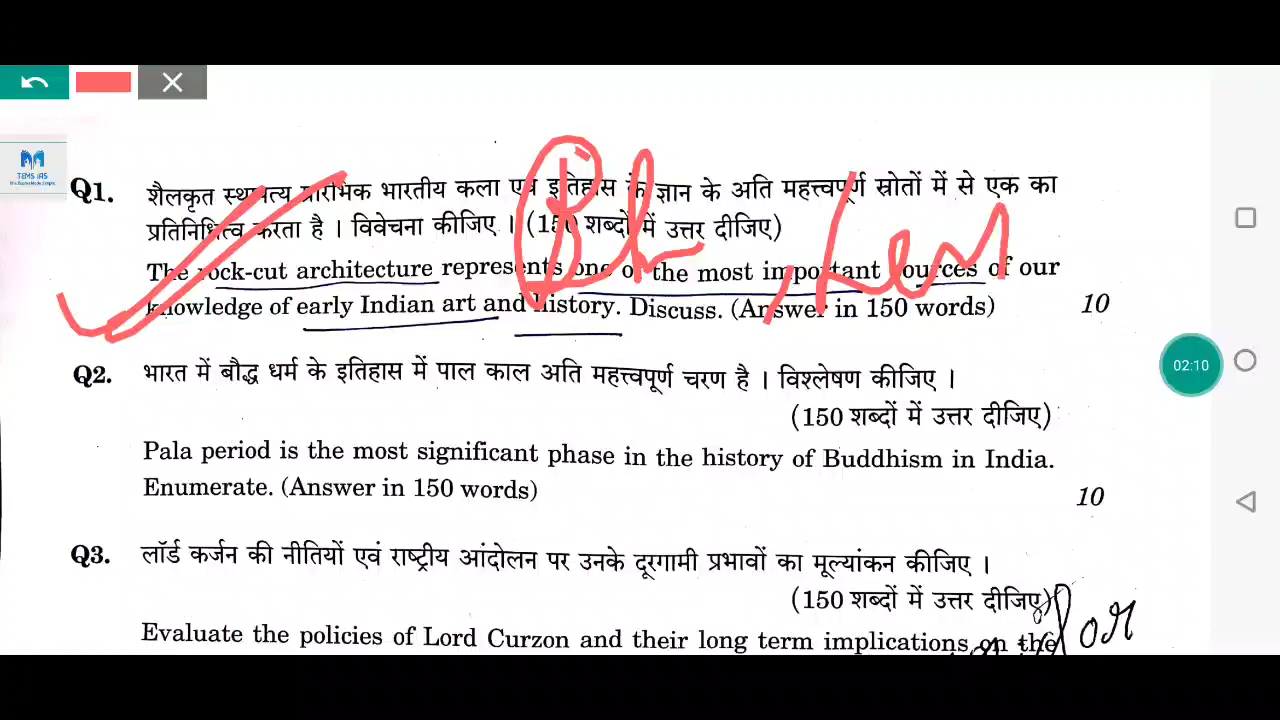 TEMS IAS
Q1. शैलकृत स्थापत्य प्रारंभिक भारतीय कला एवं इतिहास के ज्ञान के अति महत्त्वपूर्ण स्रोतों में से एक का
प्रतिनिधित्व करता है । विवेचना कीजिए । (150 शब्दों में उत्तर दीजिए)
The rock-cut architecture represents one of the most important sources of our
knowledge of early Indian art and history. Discuss. (Answer in 150 words) 10
Q2. भारत में बौद्ध धर्म के इतिहास में पाल काल अति महत्त्वपूर्ण चरण है । विश्लेषण कीजिए ।
(150 शब्दों में उत्तर दीजिए)
Pala period is the most significant phase in the history of Buddhism in India.
Enumerate. (Answer in 150 words) 10
02:10
Q3. लॉर्ड कर्जन की नीतियों एवं राष्ट्रीय आंदोलन पर उनके दूरगामी प्रभावों का मूल्यांकन कीजिए ।
(150 शब्दों में उत्तर दीजिए)
Evaluate the policies of Lord Curzon and their long term implications on the